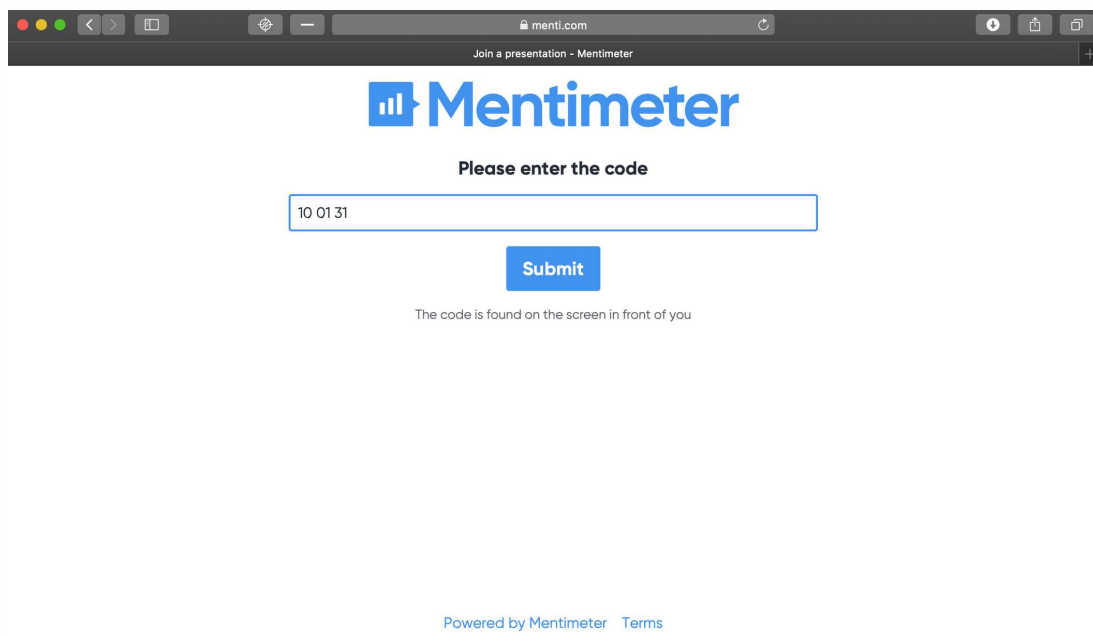 menti.com
Join a presentation - Mentimeter
Mentimeter
Please enter the code
10 01 31
Submit
The code is found on the screen in front of you
Powered by Mentimeter Terms